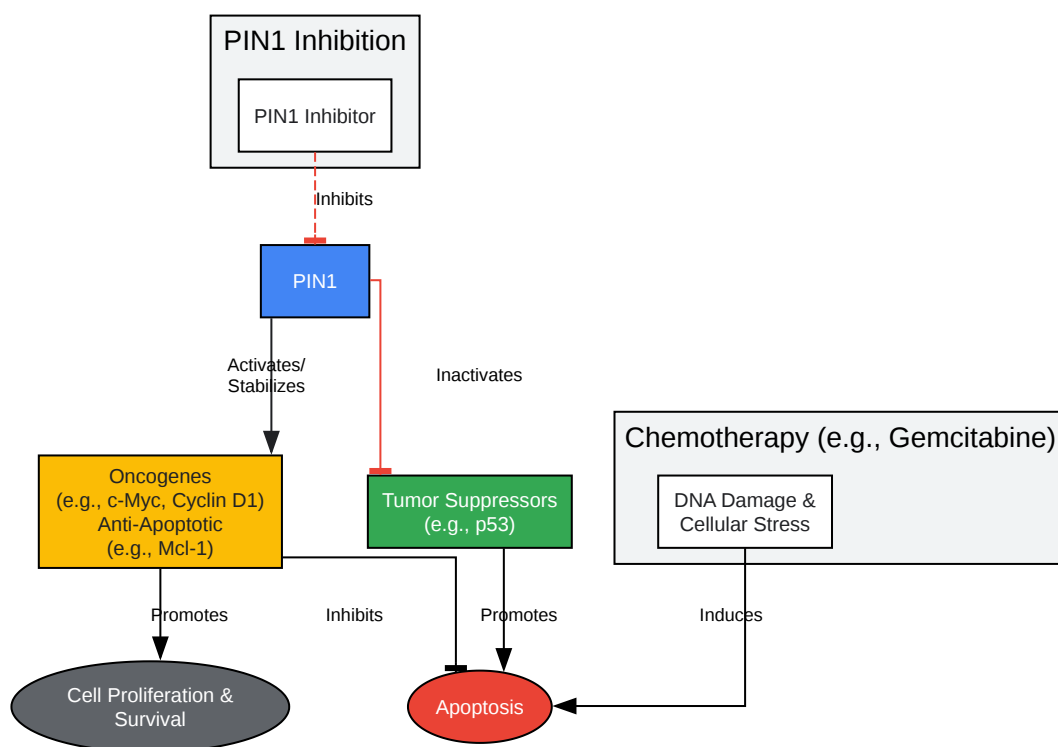 PIN1 Inhibition
PIN1 Inhibitor
Inhibits
PIN1
Activates/
Stabilizes
Inactivates
Chemotherapy (e.g., Gemcitabine)
Oncogenes
(e.g., c-Myc, Cyclin D1)
Anti-Apoptotic
(e.g., Mcl-1)
Tumor Suppressors
(e.g., p53)
DNA Damage &
Cellular Stress
Promotes
Inhibits
Promotes
Induces
Cell Proliferation &
Survival
Apoptosis